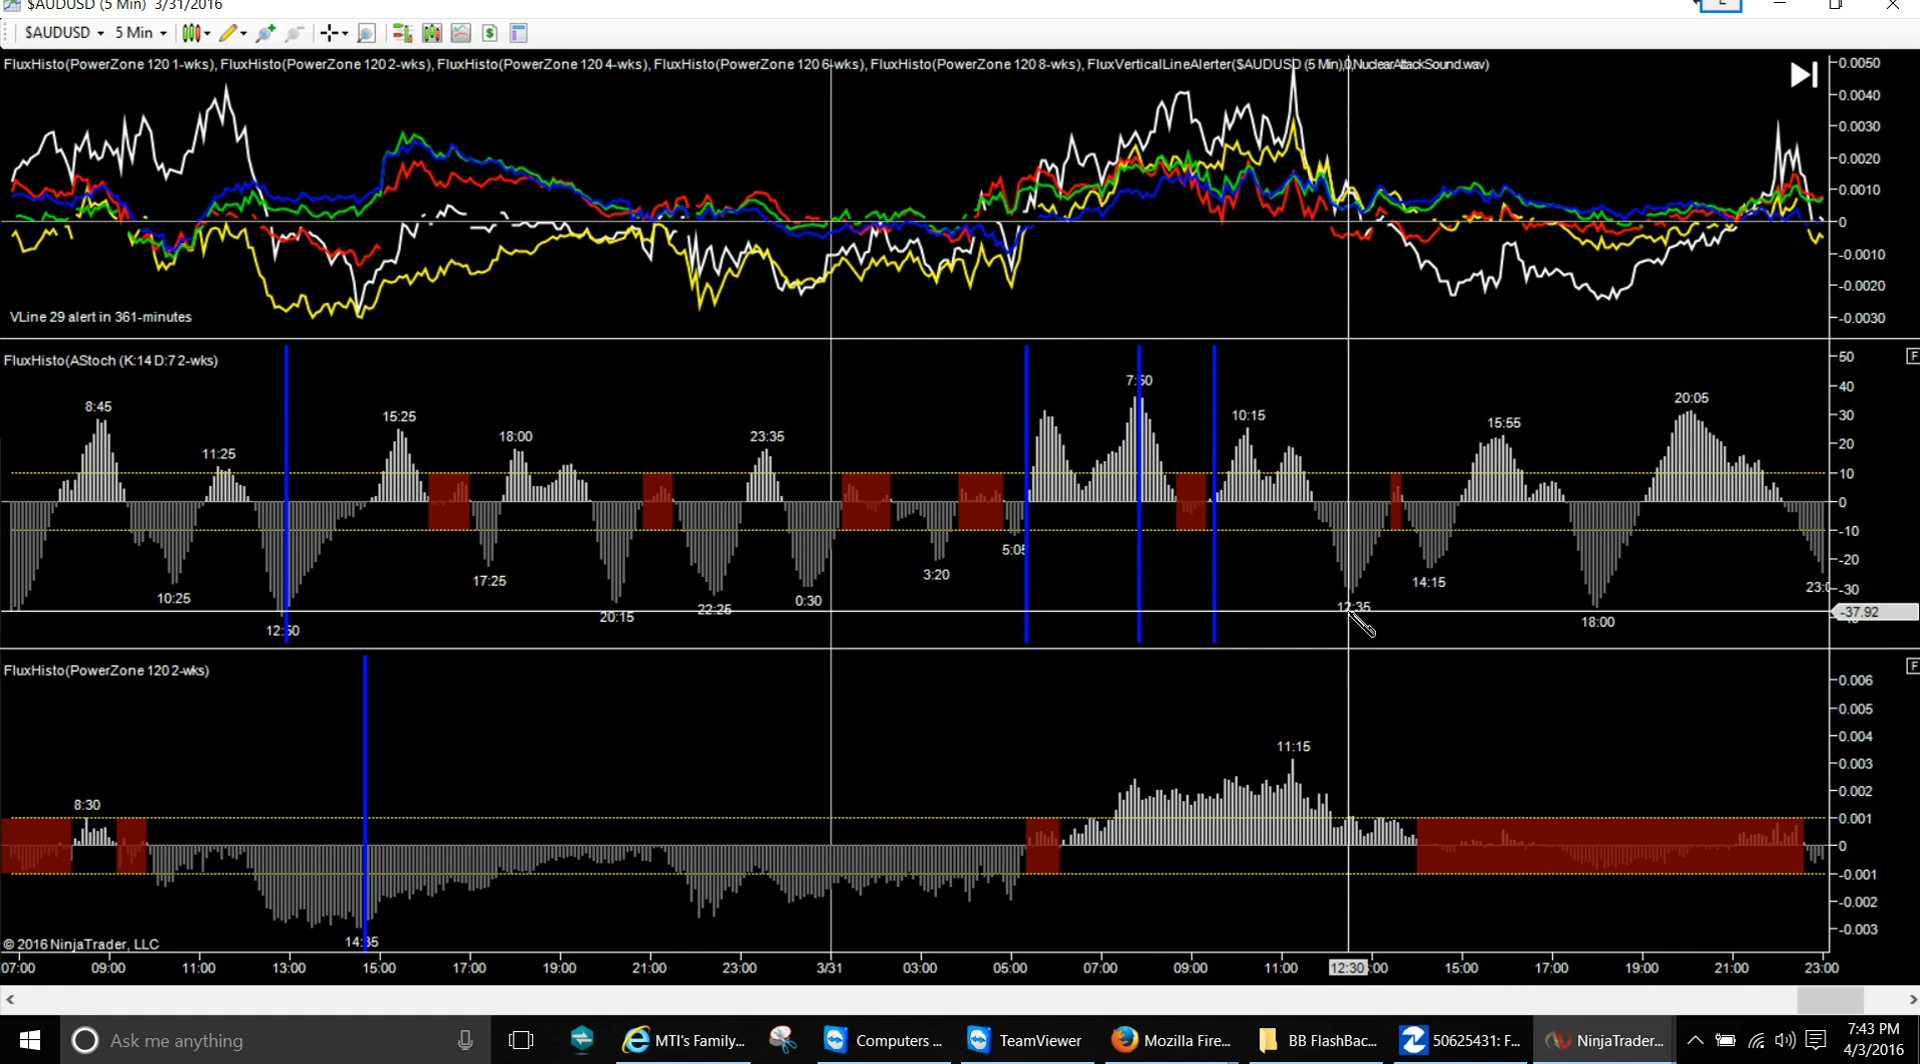 $AUDUSD (5 Min) 3/31/2016
$AUDUSD 5 Min
FluxHisto(PowerZone 120 1-wks), FluxHisto(PowerZone 120 2-wks), FluxHisto(PowerZone 120 4-wks), FluxHisto(PowerZone 120 6-wks), FluxHisto(PowerZone 120 8-wks), FluxVerticalLineAlerter($AUDUSD (5 Min),0,NuclearAttackSound.wav)
0.0050
0.0040
0.0030
0.0020
0.0010
0
-0.0010
-0.0020
-0.0030
VLine 29 alert in 361-minutes
FluxHisto(AStoch (K:14 D:7 2-wks)
F
50
40
30
20
10
0
-10
-20
-30
-37.92
8:45
11:25
15:25
18:00
23:35
7:50
10:15
15:55
20:05
10:25
12:50
17:25
20:15
22:25
0:30
3:20
5:05
12:35
14:15
18:00
FluxHisto(PowerZone 120 2-wks)
F
0.006
0.005
0.004
0.003
0.002
0.001
0
-0.001
-0.002
-0.003
8:30
11:15
14:35
© 2016 NinjaTrader, LLC
07:00 09:00 11:00 13:00 15:00 17:00 19:00 21:00 23:00 3/31 03:00 05:00 07:00 09:00 11:00 12:30 :00 15:00 17:00 19:00 21:00 23:00
Ask me anything
MTI's Family...
Computers ...
TeamViewer
Mozilla Fire...
BB FlashBac...
50625431: F...
NinjaTrader...
7:43 PM
4/3/2016